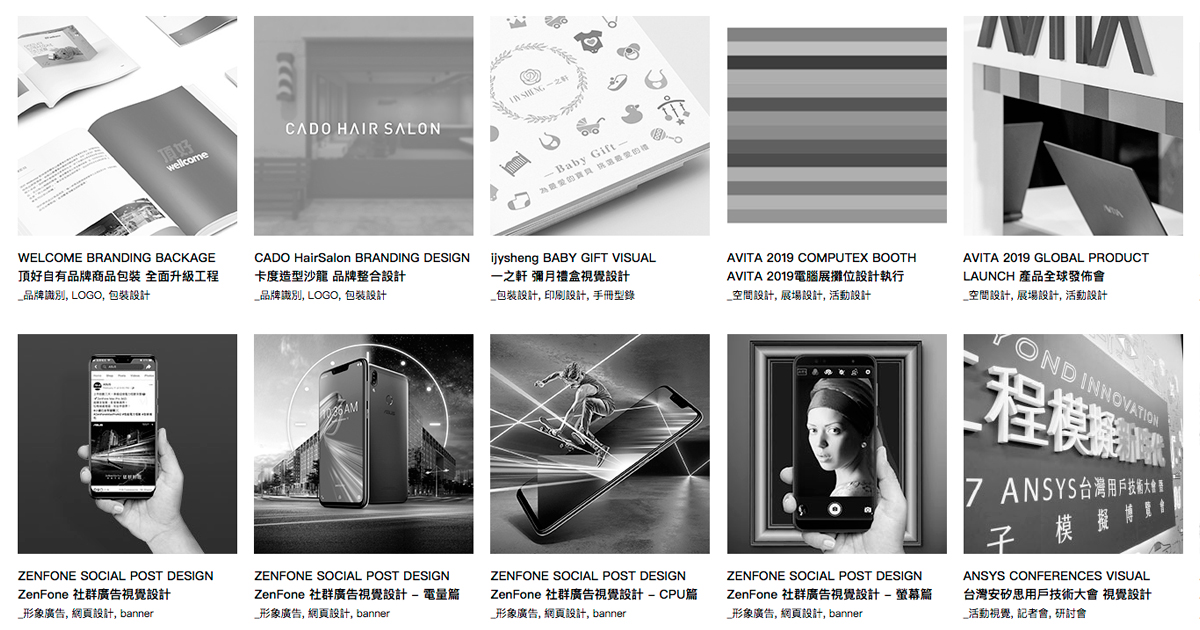 頂好
wellcome
CADO HAIR SALON
IJYSHENG 一之軒
Baby Gift
為最愛的寶貝 挑選最愛的禮
AVITA
AVITA
WELCOME BRANDING BACKAGE
頂好自有品牌商品包裝 全面升級工程
_品牌識別, LOGO, 包裝設計
CADO HairSalon BRANDING DESIGN
卡度造型沙龍 品牌整合設計
_品牌識別, LOGO, 包裝設計
ijysheng BABY GIFT VISUAL
一之軒 彌月禮盒視覺設計
_包裝設計, 印刷設計, 手冊型錄
AVITA 2019 COMPUTEX BOOTH
AVITA 2019電腦展攤位設計執行
_空間設計, 展場設計, 活動設計
AVITA 2019 GLOBAL PRODUCT
LAUNCH 產品全球發佈會
_空間設計, 展場設計, 活動設計
10:36 AM
YOND INNOVATION
工程模擬新時代
7 ANSYS台灣用戶技術大會暨
子 模擬博覽會
ZENFONE SOCIAL POST DESIGN
ZenFone 社群廣告視覺設計
_形象廣告, 網頁設計, banner
ZENFONE SOCIAL POST DESIGN
ZenFone 社群廣告視覺設計 – 電量篇
_形象廣告, 網頁設計, banner
ZENFONE SOCIAL POST DESIGN
ZenFone 社群廣告視覺設計 – CPU篇
_形象廣告, 網頁設計, banner
ZENFONE SOCIAL POST DESIGN
ZenFone 社群廣告視覺設計 – 螢幕篇
_形象廣告, 網頁設計, banner
ANSYS CONFERENCES VISUAL
台灣安矽思用戶技術大會 視覺設計
_活動視覺, 記者會, 研討會